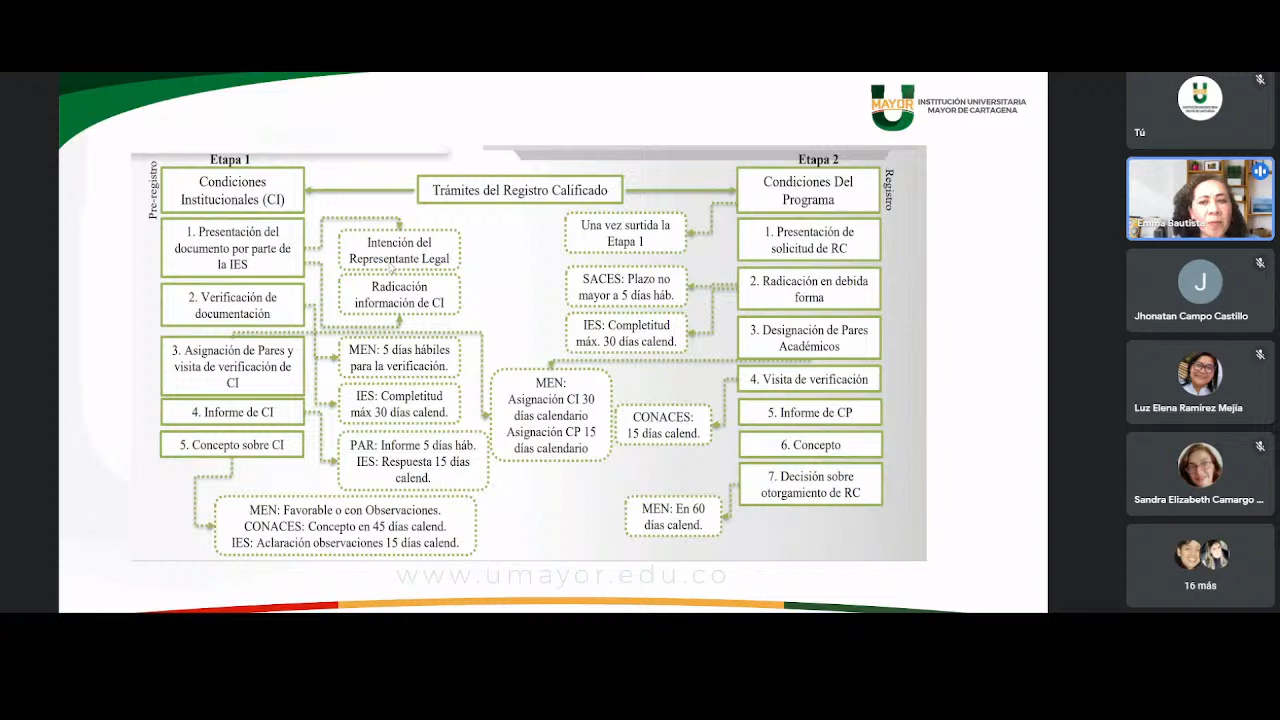 MAYOR
INSTITUCIÓN UNIVERSITARIA
MAYOR DE CARTAGENA
Etapa 1
Pre-registro
Condiciones
Institucionales (CI)
Trámites del Registro Calificado
Etapa 2
Condiciones Del
Programa
Registro
1. Presentación del
documento por parte de
la IES
2. Verificación de
documentación
3. Asignación de Pares y
visita de verificación de
CI
4. Informe de CI
5. Concepto sobre CI
Intención del
Representante Legal
Radicación
información de CI
MEN: 5 días hábiles
para la verificación.
IES: Completitud
máx 30 días calend.
PAR: Informe 5 días háb.
IES: Respuesta 15 días
calend.
MEN: Favorable o con Observaciones.
CONACES: Concepto en 45 días calend.
IES: Aclaración observaciones 15 días calend.
MEN:
Asignación CI 30
días calendario
Asignación CP 15
días calendario
Una vez surtida la
Etapa 1
SACES: Plazo no
mayor a 5 días háb.
IES: Completitud
máx. 30 días calend.
CONACES:
15 días calend.
MEN: En 60
días calend.
1. Presentación de
solicitud de RC
2. Radicación en debida
forma
3. Designación de Pares
Académicos
4. Visita de verificación
5. Informe de CP
6. Concepto
7. Decisión sobre
otorgamiento de RC
www.umayor.edu.co
Tú
Emma Bautista
J
Jhonatan Campo Castillo
Luz Elena Ramírez Mejía
Sandra Elizabeth Camargo ...
16 más